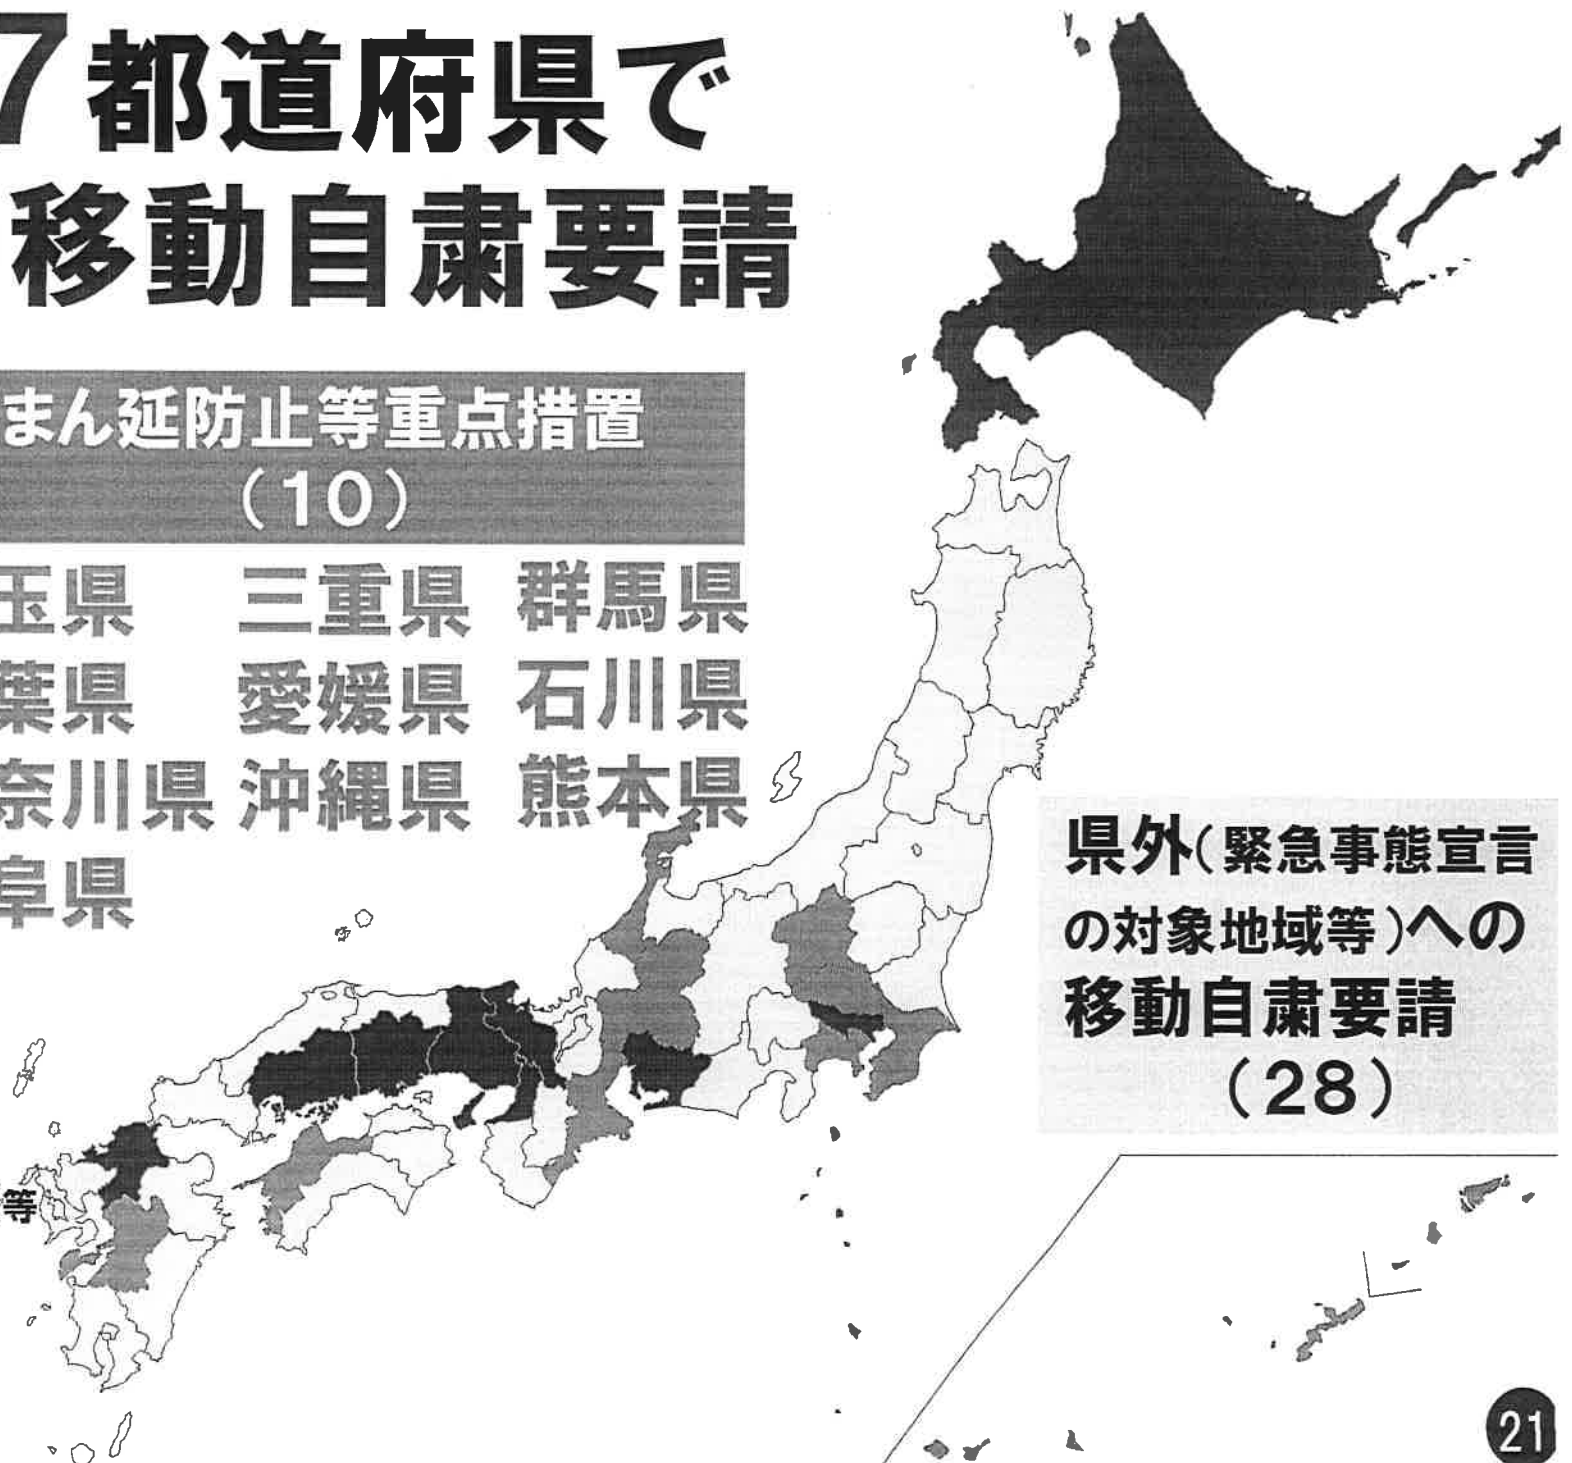 7都道府県で
移動自粛要請
まん延防止等重点措置
（10）
玉県 三重県 群馬県
葉県 愛媛県 石川県
奈川県 沖縄県 熊本県
阜県
県外（緊急事態宣言
の対象地域等）への
移動自粛要請
（28）
等
21